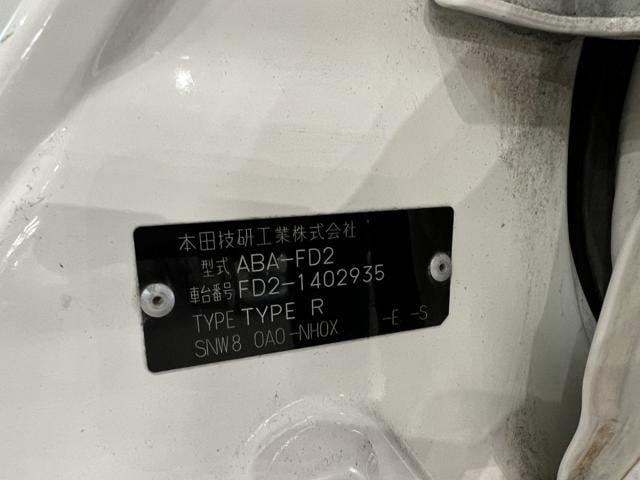 本田技研工業株式会社
型式 ABA-FD2
車台番号 FD2-1402935
TYPE TYPE R -E -S
SNW8 0A0-NH0X